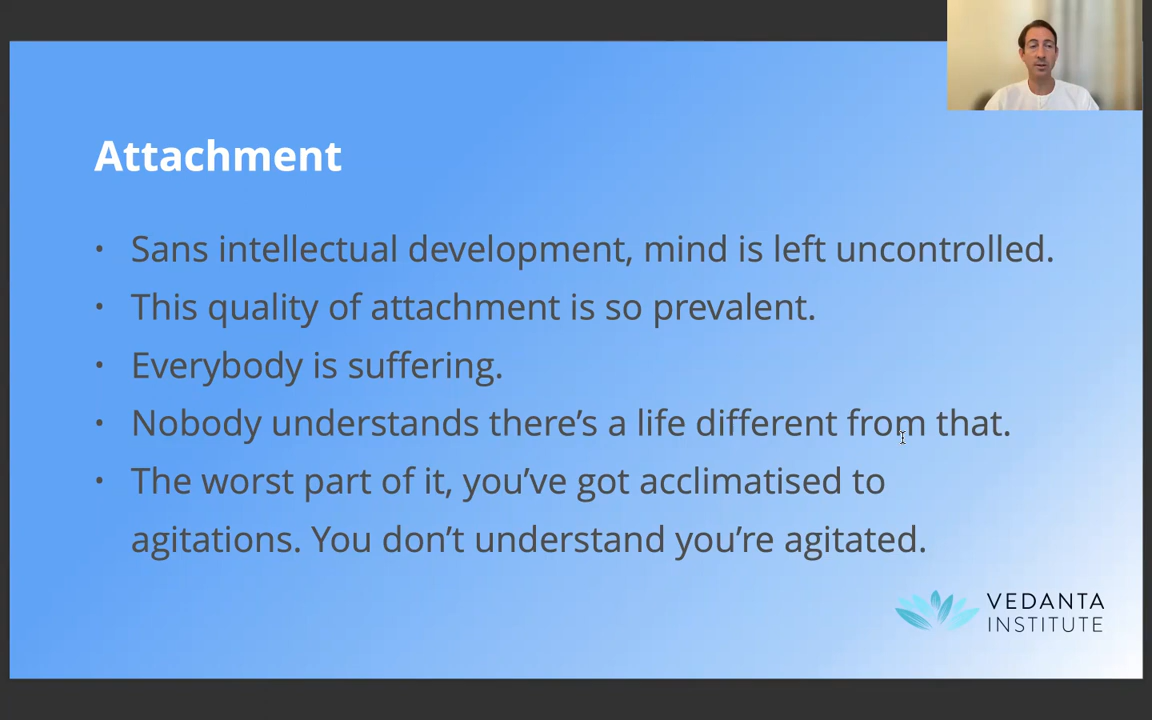 Attachment
• Sans intellectual development, mind is left uncontrolled.
• This quality of attachment is so prevalent.
• Everybody is suffering.
• Nobody understands there’s a life different from that.
• The worst part of it, you’ve got acclimatised to
agitations. You don’t understand you’re agitated.
VEDANTA
INSTITUTE